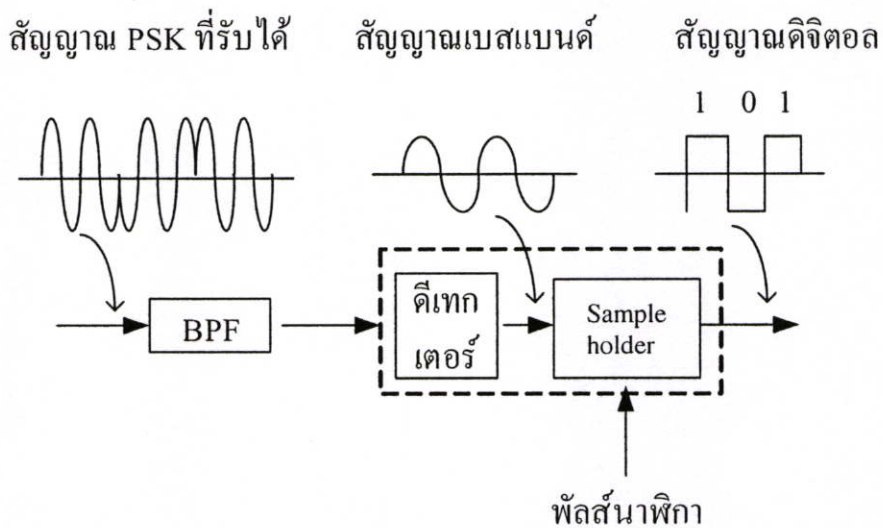 สัญญาณ PSK ที่รับได้
สัญญาณเบสแบนด์
สัญญาณดิจิตอล
1 0 1
BPF
ดีเทก
เตอร์
Sample
holder
พัลส์นาฬิกา